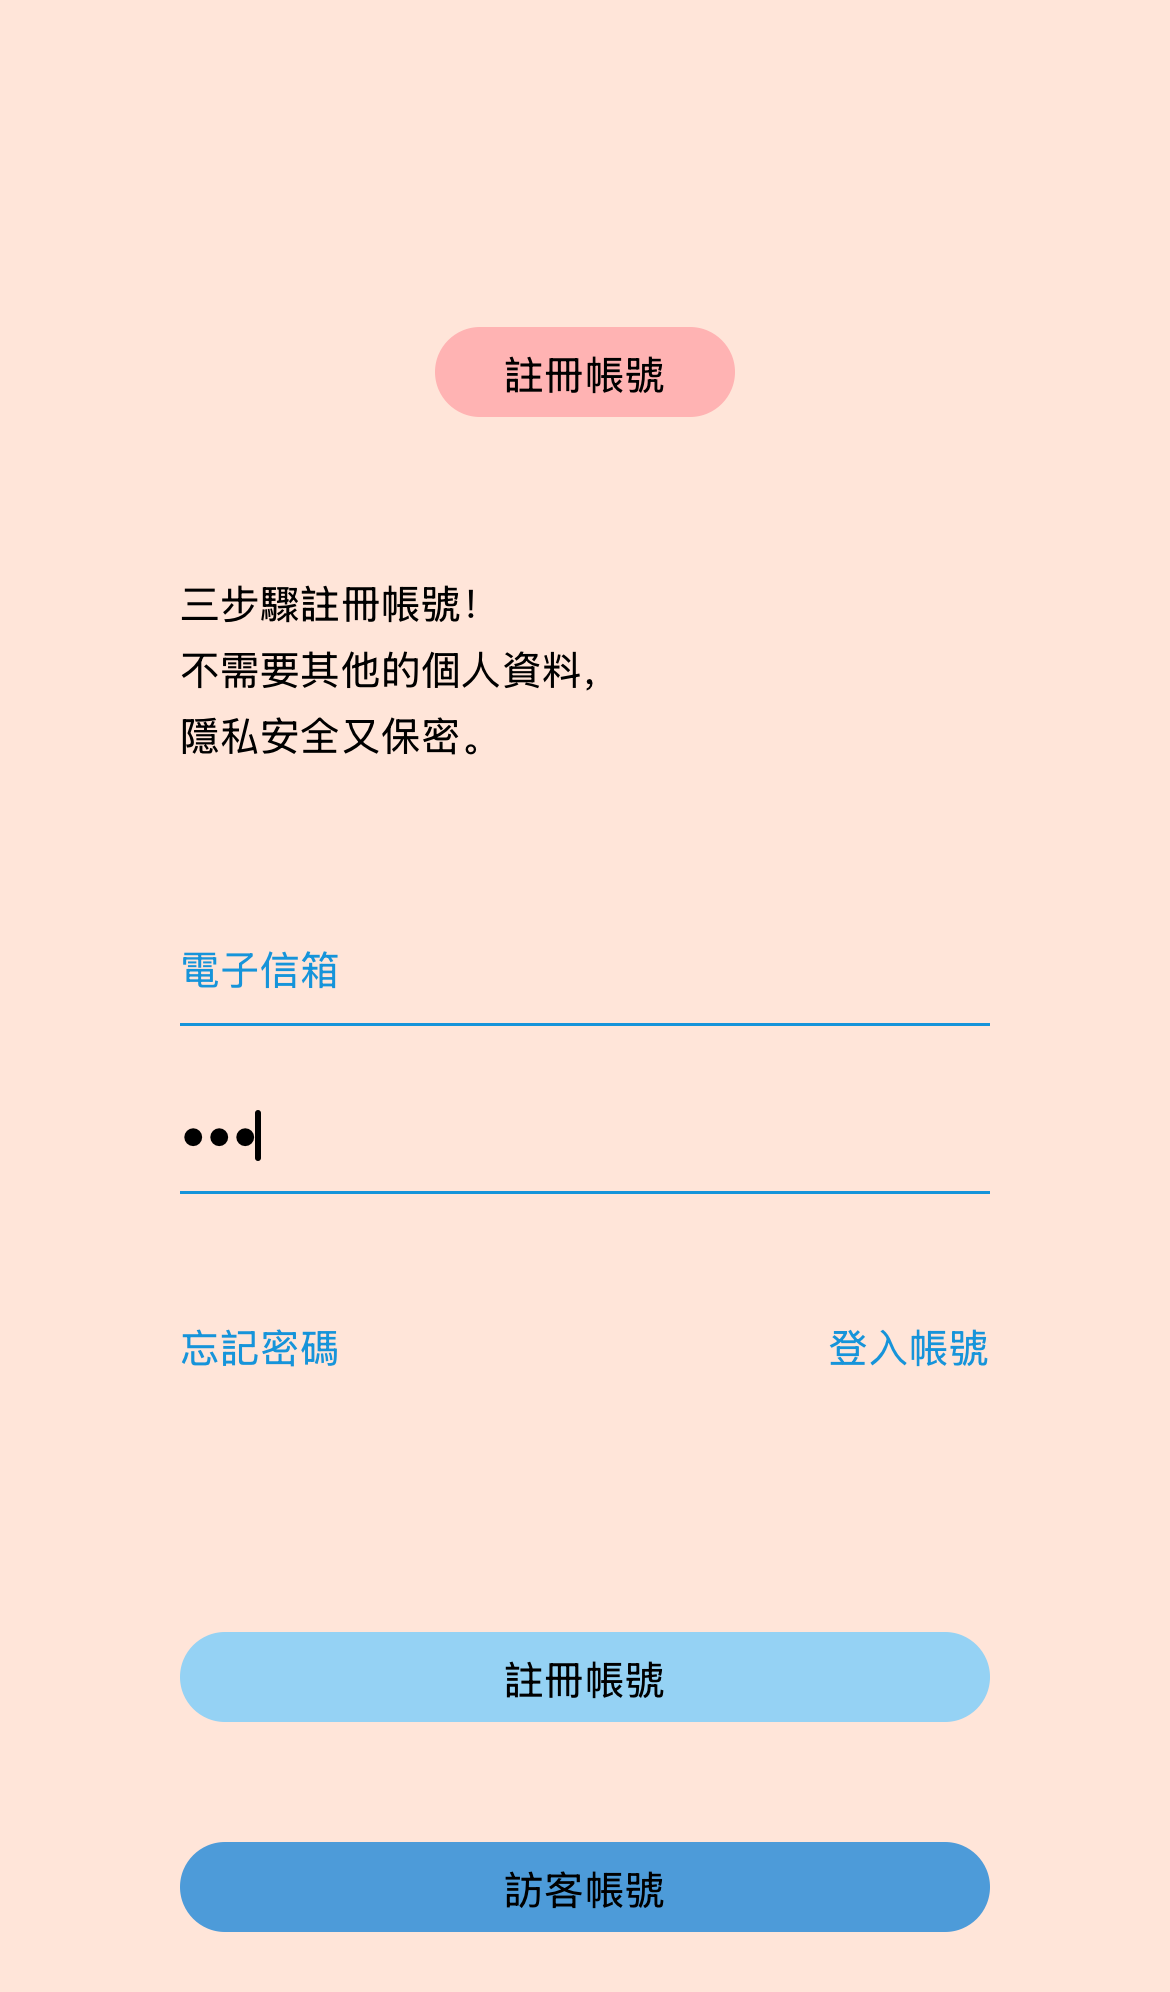 註冊帳號
三步驟註冊帳號！
不需要其他的個人資料，
隱私安全又保密。
電子信箱
•••
忘記密碼
登入帳號
註冊帳號
訪客帳號